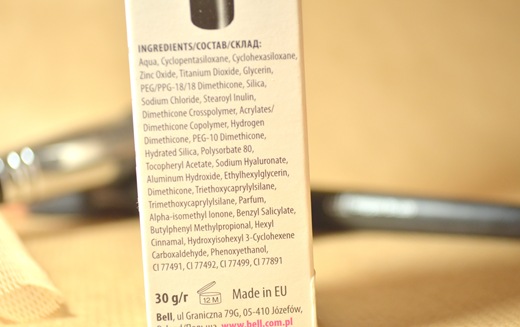 INGREDIENTS/СОСТАВ/СКЛАД:
Aqua, Cyclopentasiloxane, Cyclohexasiloxane,
Zinc Oxide, Titanium Dioxide, Glycerin,
PEG/PPG-18/18 Dimethicone, Silica,
Sodium Chloride, Stearoyl Inulin,
Dimethicone Crosspolymer, Acrylates/
Dimethicone Copolymer, Hydrogen
Dimethicone, PEG-10 Dimethicone,
Hydrated Silica, Polysorbate 80,
Tocopheryl Acetate, Sodium Hyaluronate,
Aluminum Hydroxide, Ethylhexylglycerin,
Dimethicone, Triethoxycaprylylsilane,
Trimethoxycaprylylsilane, Parfum,
Alpha-isomethyl Ionone, Benzyl Salicylate,
Butylphenyl Methylpropional, Hexyl
Cinnamal, Hydroxyisohexyl 3-Cyclohexene
Carboxaldehyde, Phenoxyethanol,
CI 77491, CI 77492, CI 77499, CI 77891
30 g/r 12 M Made in EU
Bell, ul Graniczna 79G, 05-410 Józefów,
www.bell.com.pl